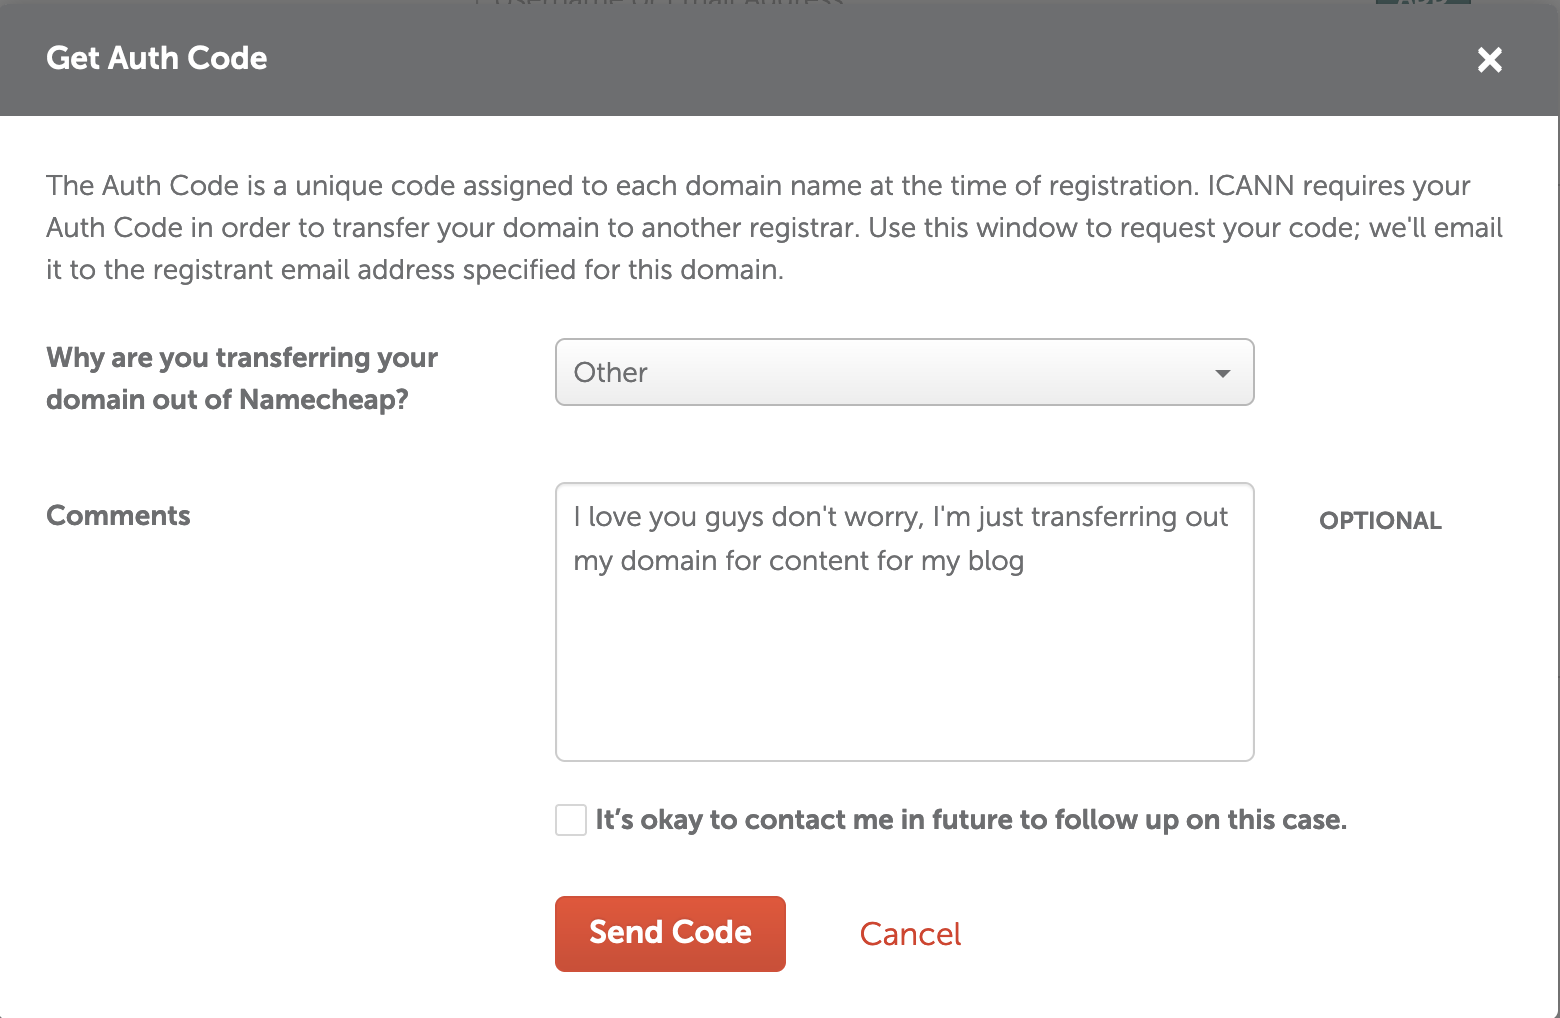 Get Auth Code
The Auth Code is a unique code assigned to each domain name at the time of registration. ICANN requires your
Auth Code in order to transfer your domain to another registrar. Use this window to request your code; we'll email
it to the registrant email address specified for this domain.
Why are you transferring your
domain out of Namecheap?
Other
Comments
I love you guys don't worry, I'm just transferring out
my domain for content for my blog
OPTIONAL
It’s okay to contact me in future to follow up on this case.
Send Code
Cancel